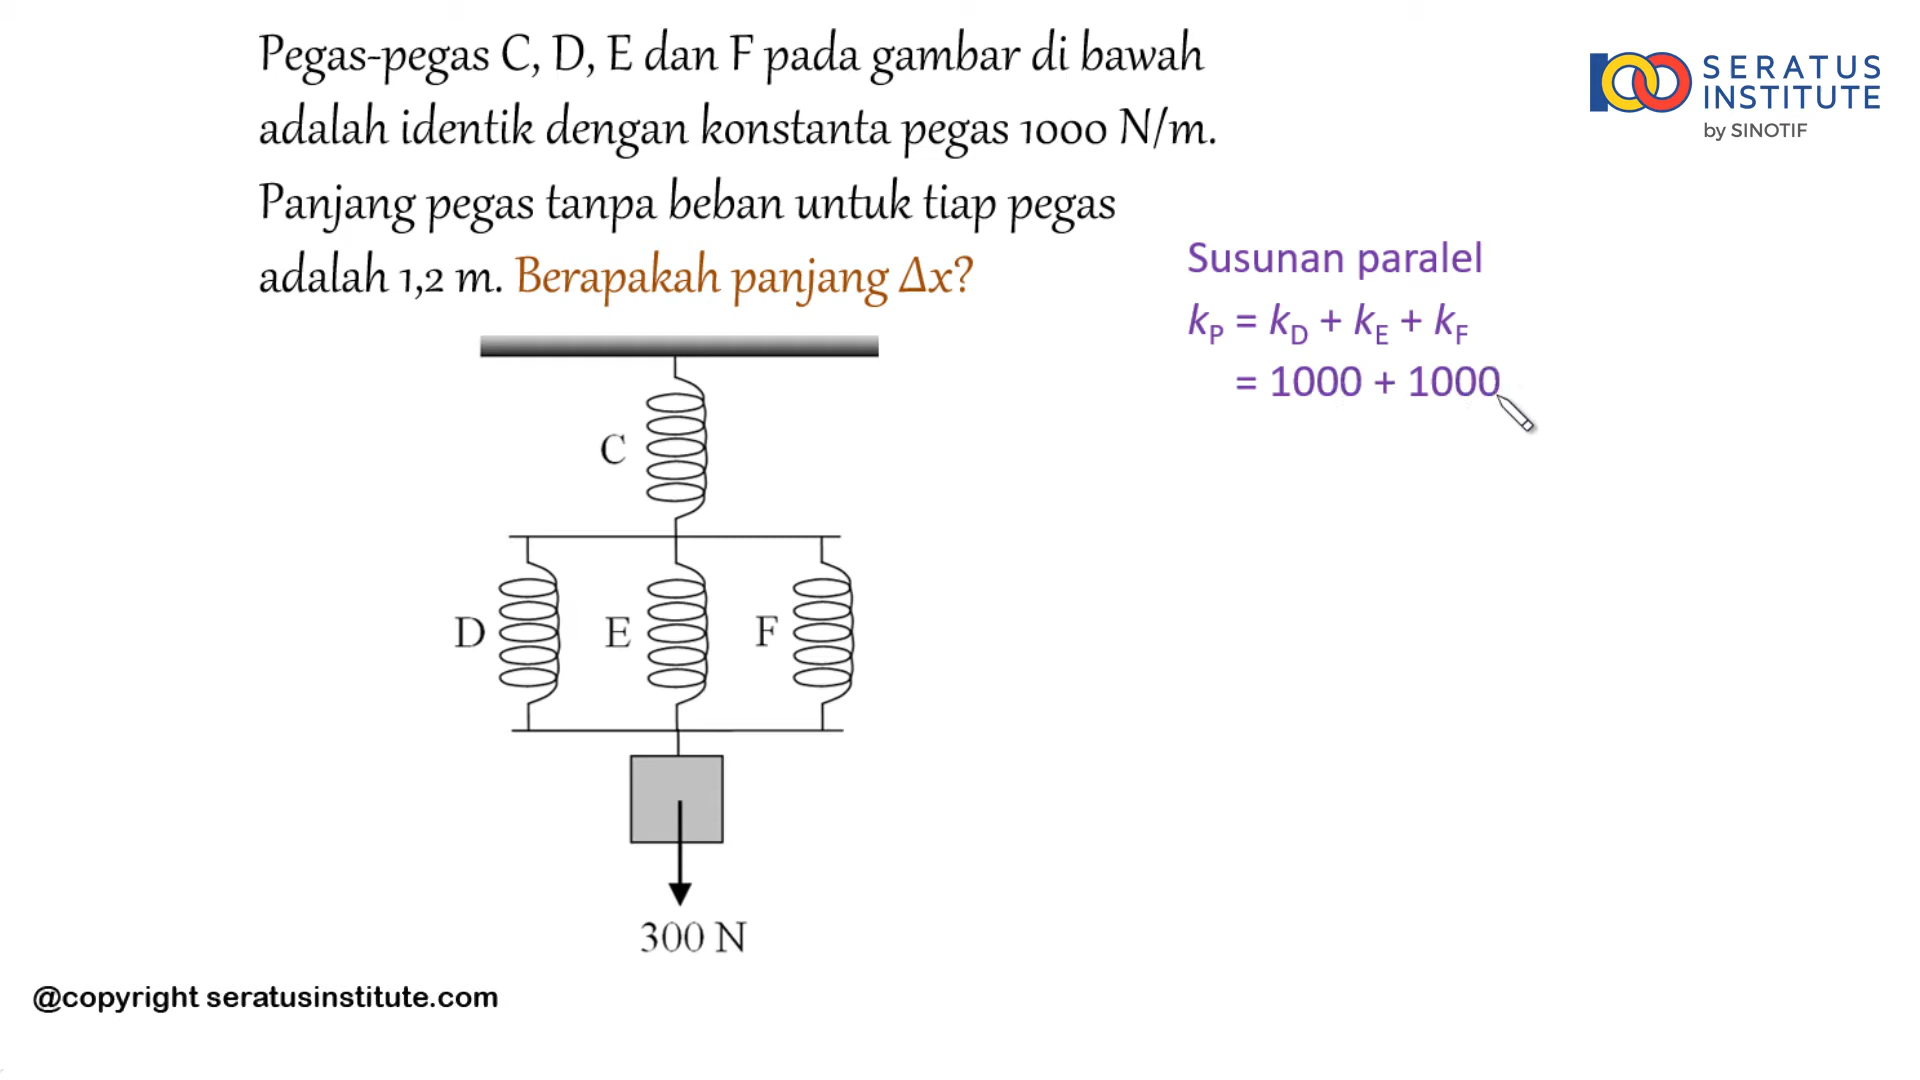 Pegas-pegas C, D, E dan F pada gambar di bawah
adalah identik dengan konstanta pegas 1000 N/m.
Panjang pegas tanpa beban untuk tiap pegas
adalah 1,2 m. Berapakah panjang Δx?
SERATUS
INSTITUTE
by SINOTIF
Susunan paralel
kP = kD + kE + kF
= 1000 + 1000
C
D
E
F
300 N
@copyright seratusinstitute.com